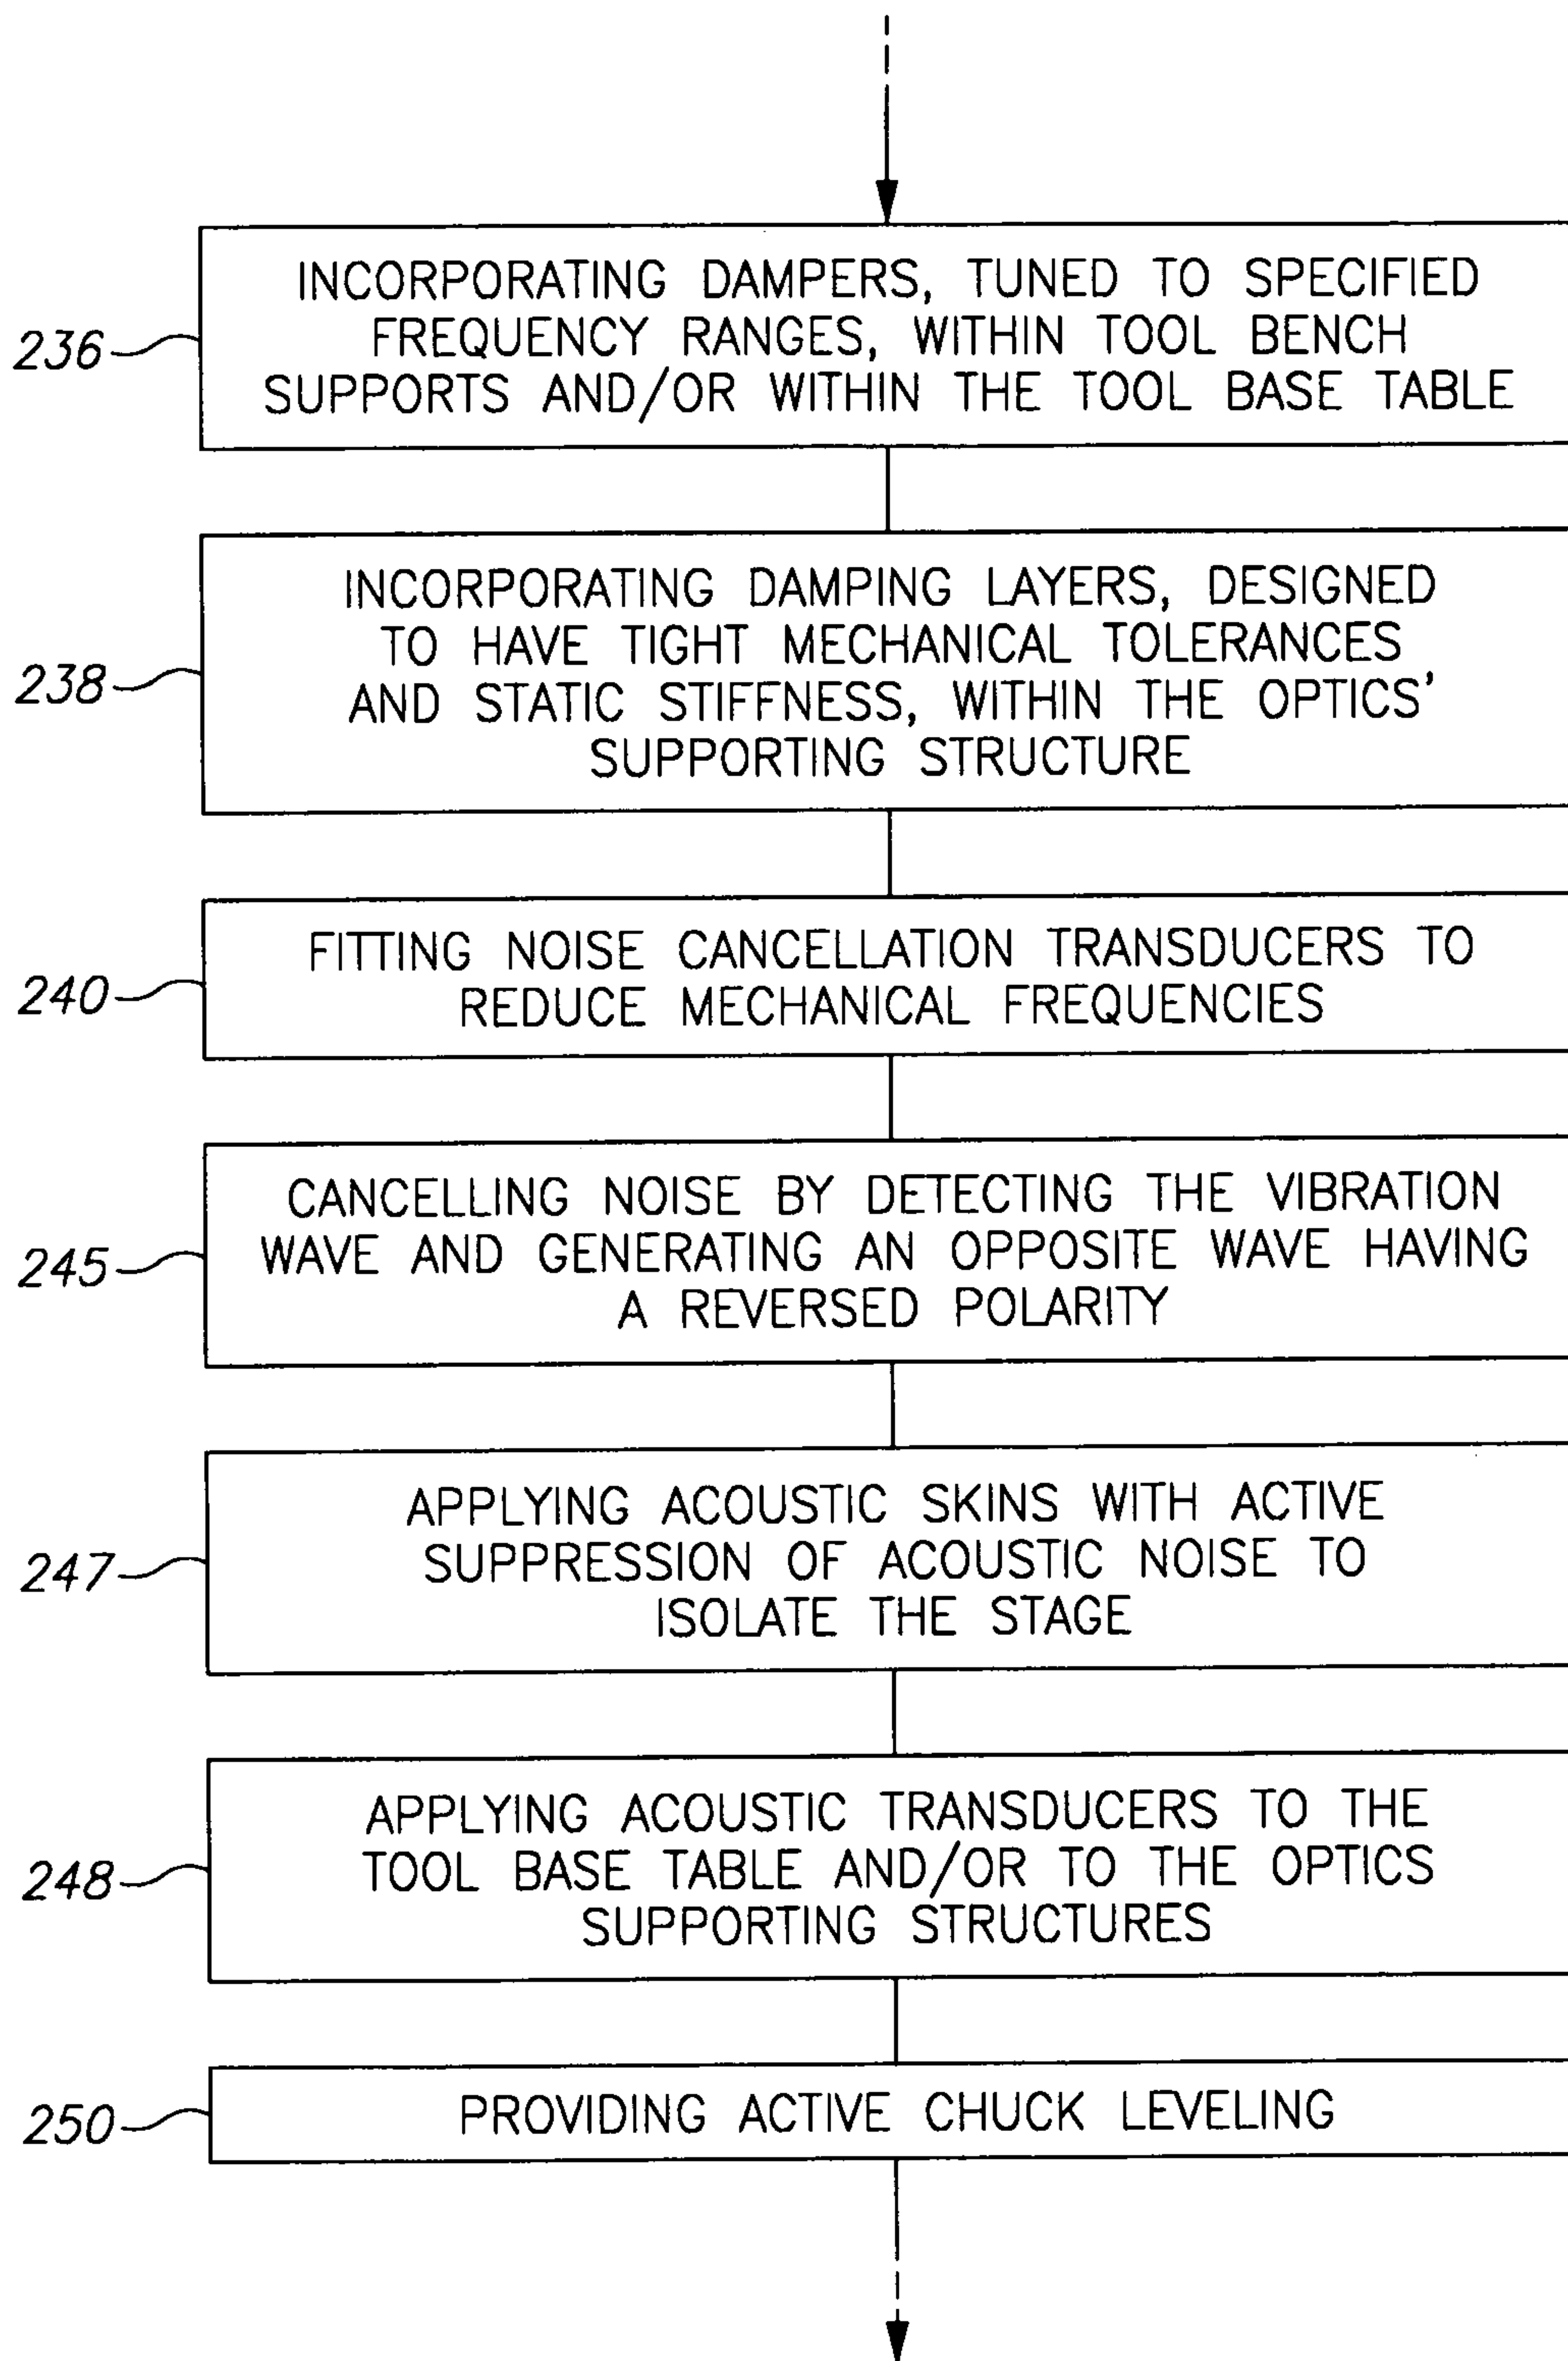 INCORPORATING DAMPERS, TUNED TO SPECIFIED
FREQUENCY RANGES, WITHIN TOOL BENCH
SUPPORTS AND/OR WITHIN THE TOOL BASE TABLE
236
INCORPORATING DAMPING LAYERS, DESIGNED
TO HAVE TIGHT MECHANICAL TOLERANCES
AND STATIC STIFFNESS, WITHIN THE OPTICS'
SUPPORTING STRUCTURE
238
FITTING NOISE CANCELLATION TRANSDUCERS TO
REDUCE MECHANICAL FREQUENCIES
240
CANCELLING NOISE BY DETECTING THE VIBRATION
WAVE AND GENERATING AN OPPOSITE WAVE HAVING
A REVERSED POLARITY
245
APPLYING ACOUSTIC SKINS WITH ACTIVE
SUPPRESSION OF ACOUSTIC NOISE TO
ISOLATE THE STAGE
247
APPLYING ACOUSTIC TRANSDUCERS TO THE
TOOL BASE TABLE AND/OR TO THE OPTICS
SUPPORTING STRUCTURES
248
PROVIDING ACTIVE CHUCK LEVELING
250